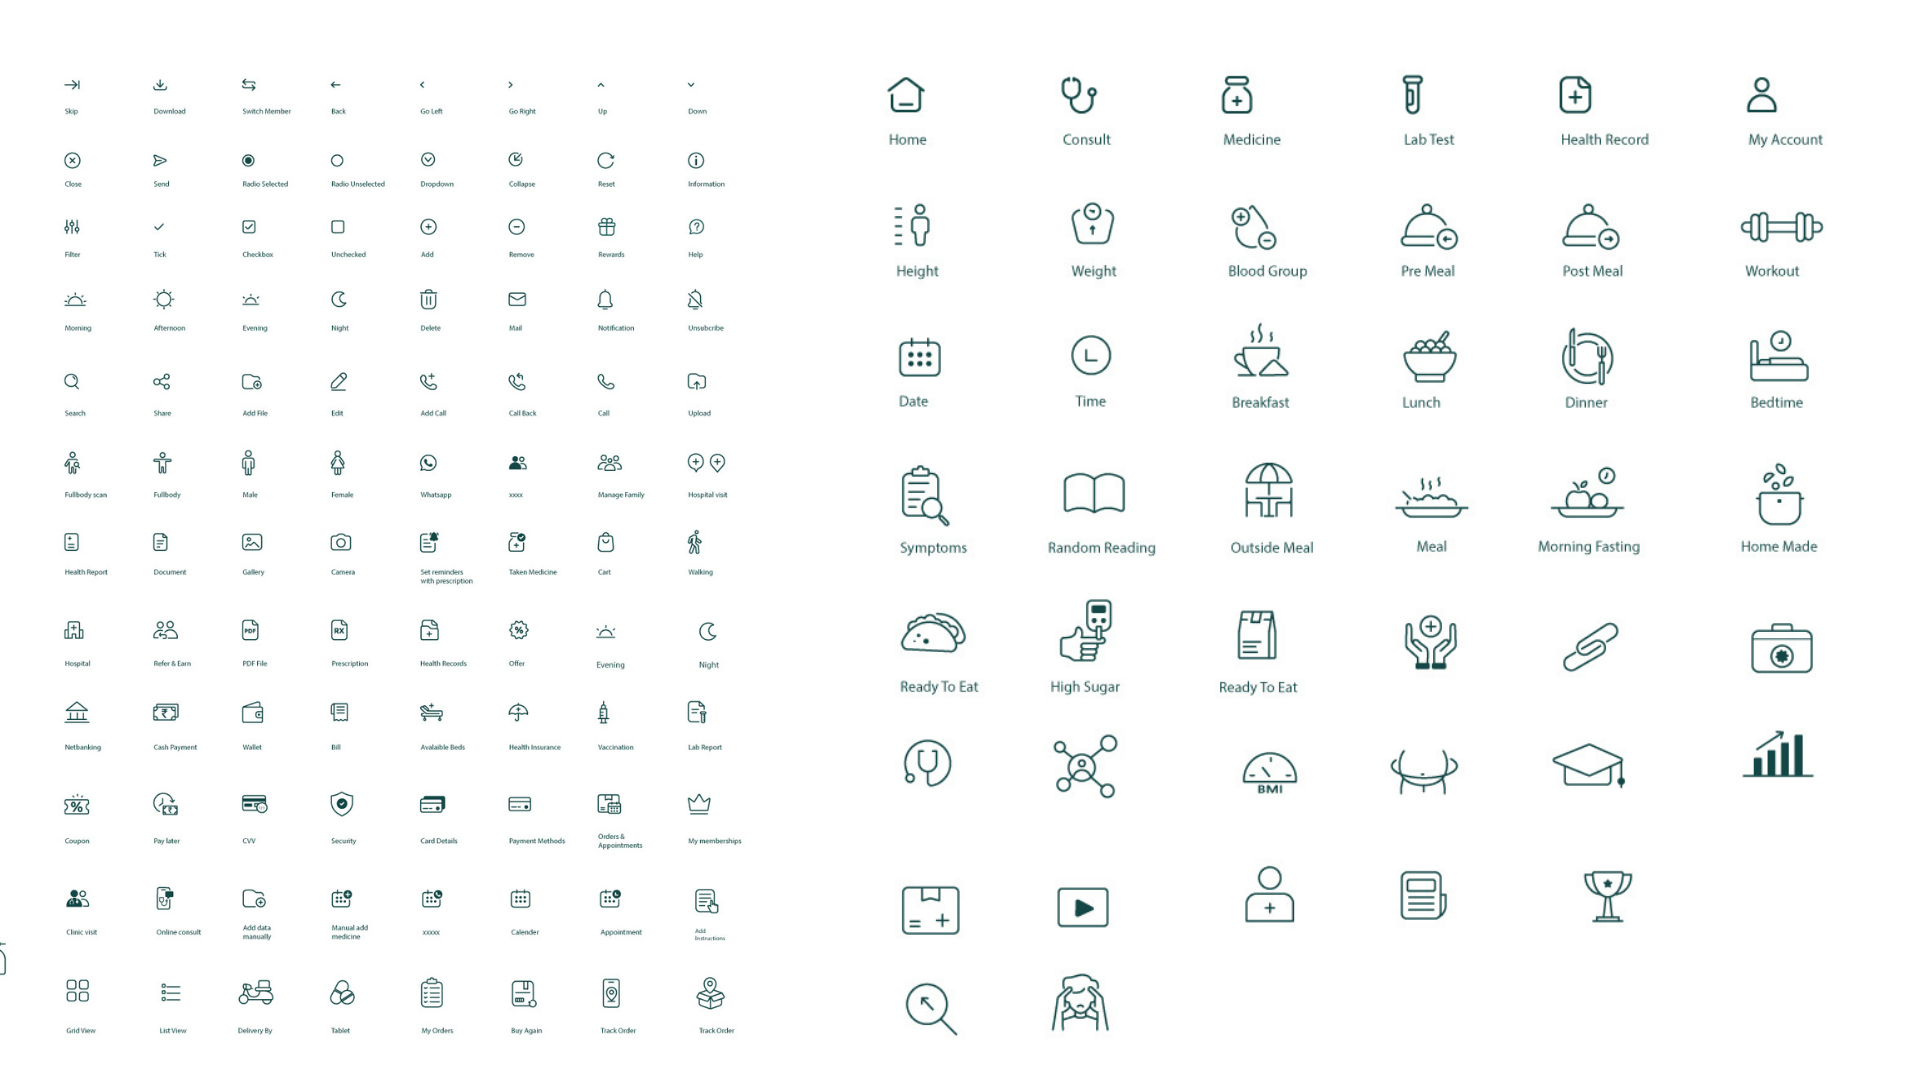 Skip
Download
Switch Member
Back
Go Left
Go Right
Up
Down
Close
Send
Radio Selected
Radio Unselected
Dropdown
Collapse
Reset
Information
Filter
Tick
Checkbox
Unchecked
Add
Remove
Rewards
Help
Morning
Afternoon
Evening
Night
Delete
Mail
Notification
Unsubcribe
Search
Share
Add File
Edit
Add Call
Call Back
Call
Upload
Fullbody scan
Fullbody
Male
Female
Whatsapp
xxxx
Manage Family
Hospital visit
Health Report
Document
Gallery
Camera
Set reminders
with prescription
Taken Medicine
Cart
Walking
PDF
RX
%
Hospital
Refer & Earn
PDF File
Prescription
Health Records
Offer
Evening
Night
₹
Netbanking
Cash Payment
Wallet
Bill
Avalaible Beds
Health Insurance
Vaccination
Lab Report
%
Coupon
Pay later
CVV
Security
Card Details
Payment Methods
Orders &
Appointments
My memberships
Clinic visit
Online consult
Add data
manually
Manual add
medicine
xxxxx
Calender
Appointment
Add
Instructions
Grid View
List View
Delivery By
Tablet
My Orders
Buy Again
Track Order
Track Order
Home
Consult
Medicine
Lab Test
Health Record
My Account
Height
Weight
Blood Group
Pre Meal
Post Meal
Workout
Date
Time
Breakfast
Lunch
Dinner
Bedtime
Symptoms
Random Reading
Outside Meal
Meal
Morning Fasting
Home Made
Ready To Eat
High Sugar
Ready To Eat
BMI